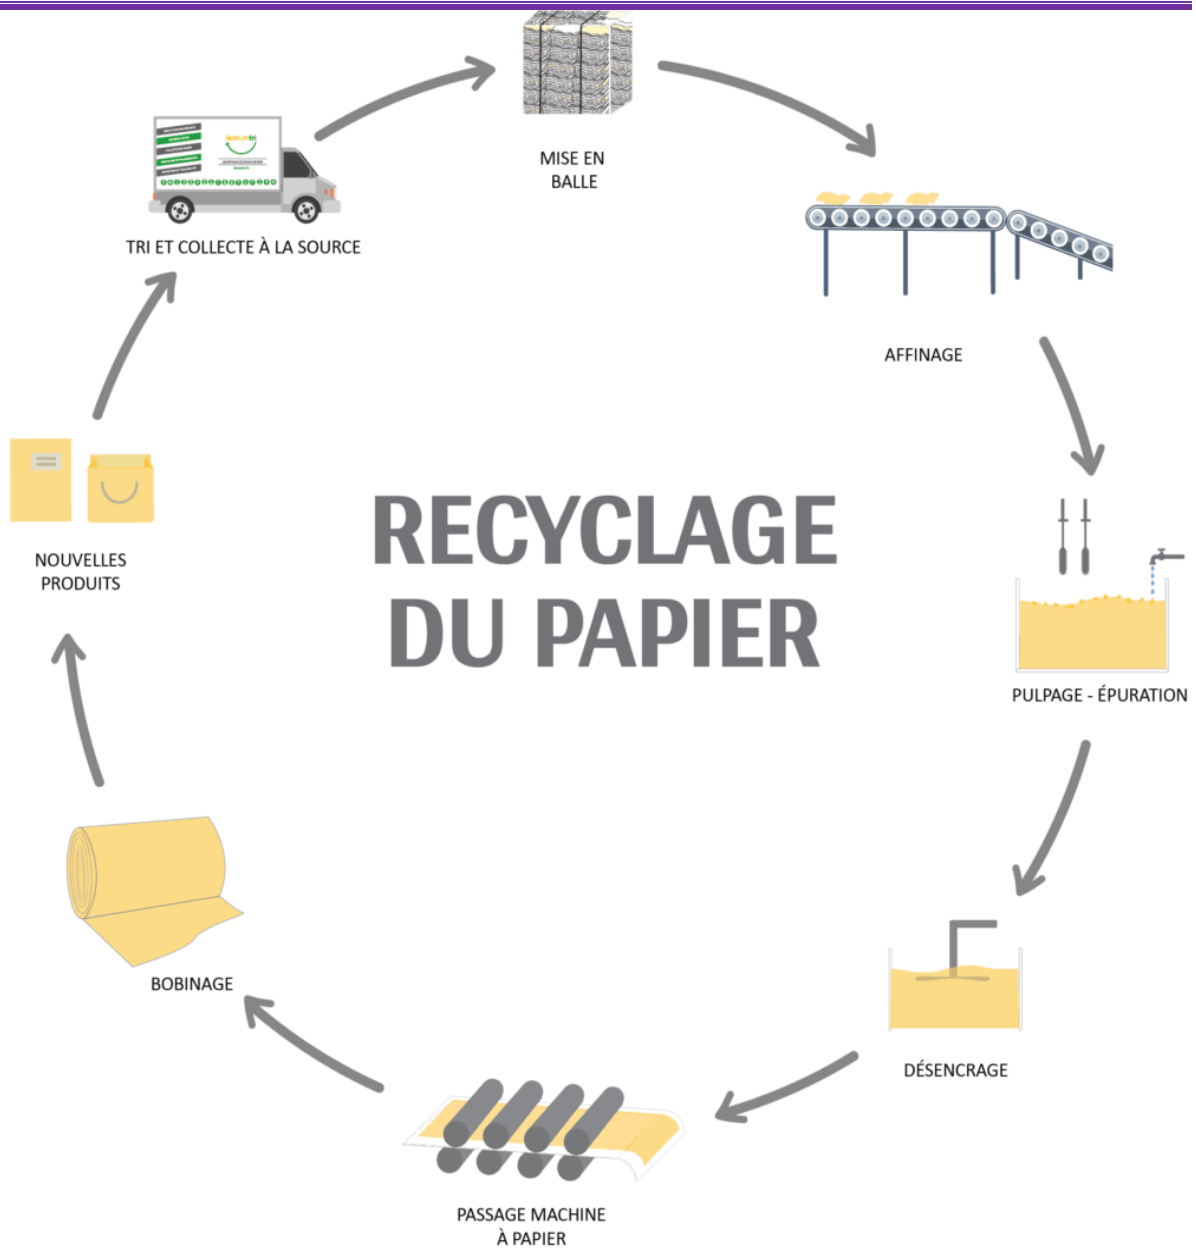 MISE EN
BALLE
lemontri
TRI ET COLLECTE À LA SOURCE
AFFINAGE
RECYCLAGE
DU PAPIER
NOUVELLES
PRODUITS
PULPAGE - ÉPURATION
BOBINAGE
DÉSENCRAGE
PASSAGE MACHINE
À PAPIER